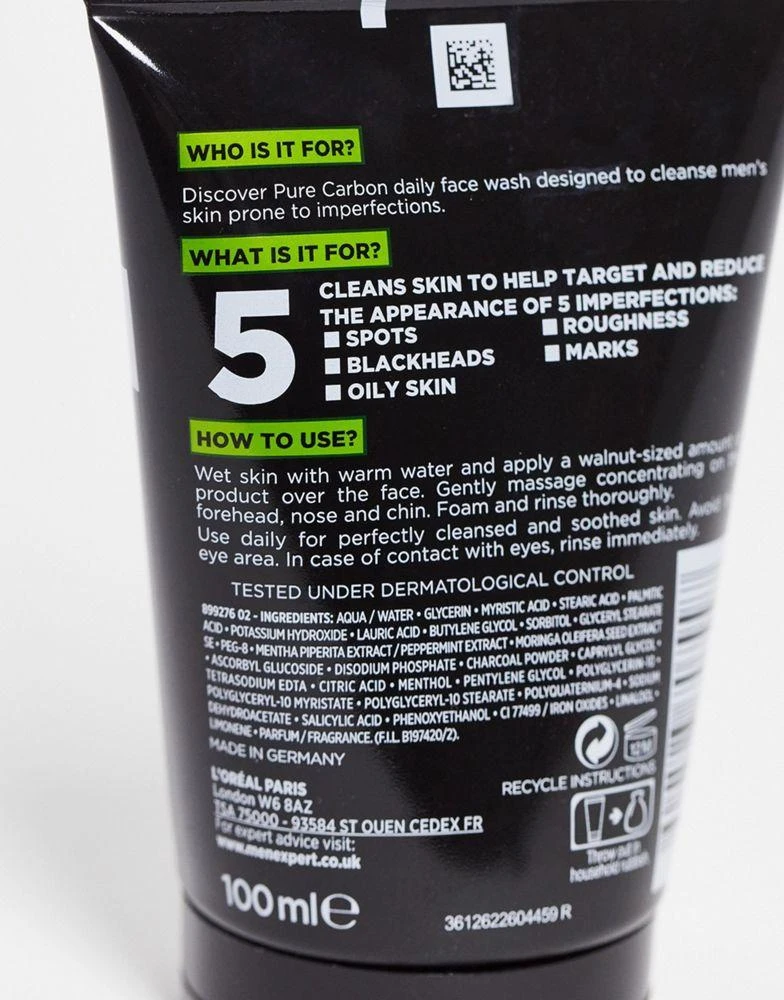 WHO IS IT FOR?
Discover Pure Carbon daily face wash designed to cleanse men's
skin prone to imperfections.
WHAT IS IT FOR?
5
CLEANS SKIN TO HELP TARGET AND REDUCE
THE APPEARANCE OF 5 IMPERFECTIONS:
■ SPOTS
■ ROUGHNESS
■ BLACKHEADS
■ MARKS
■ OILY SKIN
HOW TO USE?
Wet skin with warm water and apply a walnut-sized amount
product over the face. Gently massage concentrating on
forehead, nose and chin. Foam and rinse thoroughly.
Use daily for perfectly cleansed and soothed skin. Avoid
eye area. In case of contact with eyes, rinse immediately.
TESTED UNDER DERMATOLOGICAL CONTROL
899276 02 - INGREDIENTS: AQUA / WATER • GLYCERIN • MYRISTIC ACID • STEARIC ACID • PALMITIC
ACID • POTASSIUM HYDROXIDE • LAURIC ACID • BUTYLENE GLYCOL • SORBITOL • GLYCERYL STEARATE
SE • PEG-8 • MENTHA PIPERITA EXTRACT / PEPPERMINT EXTRACT • MORINGA OLEIFERA SEED EXTRACT
• ASCORBYL GLUCOSIDE • DISODIUM PHOSPHATE • CHARCOAL POWDER • CAPRYLYL GLYCOL •
TETRASODIUM EDTA • CITRIC ACID • MENTHOL • PENTYLENE GLYCOL • POLYGLYCERIN-10 •
POLYGLYCERYL-10 MYRISTATE • POLYGLYCERYL-10 STEARATE • POLYQUATERNIUM-4 • SODIUM
DEHYDROACETATE • SALICYLIC ACID • PHENOXYETHANOL • CI 77499 / IRON OXIDES • LINALOOL •
LIMONENE • PARFUM / FRAGRANCE. (F.I.L. B197420/2).
MADE IN GERMANY
12M
RECYCLE INSTRUCTIONS
L'ORÉAL PARIS
London W6 8AZ
TSA 75000 - 93584 ST OUEN CEDEX FR
For expert advice visit:
www.menexpert.co.uk
Throw out in
household rubbish
100 ml e
3612622604459 R